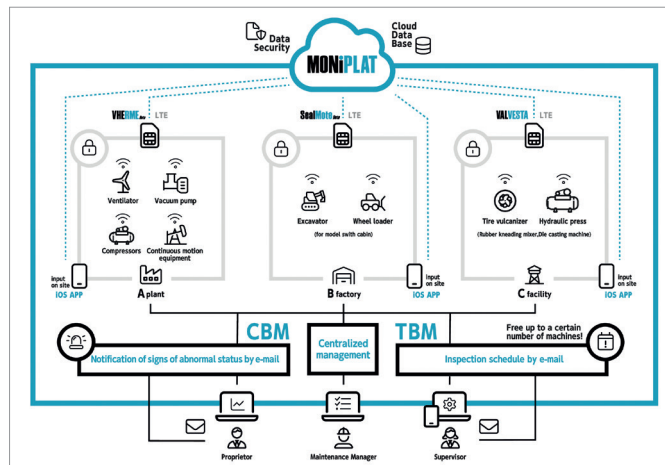 Data
Security
Cloud
Data
Base
MONiPLAT
VHERME LTE
SealMoto LTE
VALVESTA LTE
Ventilator
Vacuum pump
Compressors
Continuous motion
equipment
Excavator
Wheel loader
(for model swith cabin)
Tire vulcanizer
Hydraulic press
(Rubber kneading mixer,Die casting machine)
input
on site
iOS APP
A plant
B factory
input
on site
iOS APP
C facility
input
on site
iOS APP
CBM
Notification of signs of abnormal status by e-mail
Centralized
management
TBM
Free up to a certain
number of machines!
Inspection schedule by e-mail
Proprietor
Maintenance Manager
Supervisor